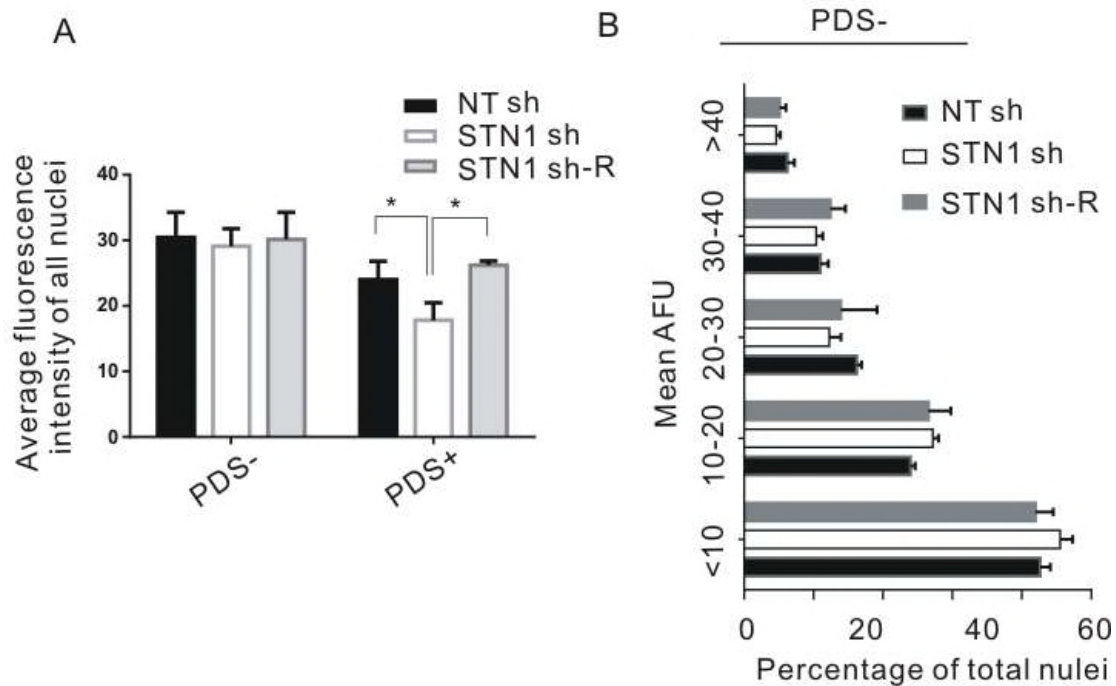 A
NT sh
STN1 sh
STN1 sh-R
Average fluorescence
intensity of all nuclei
40
30
20
10
0
*
*
PDS-
PDS+
B
PDS-
NT sh
STN1 sh
STN1 sh-R
Mean AFU
>40
30-40
20-30
10-20
<10
0 20 40 60
Percentage of total nulei